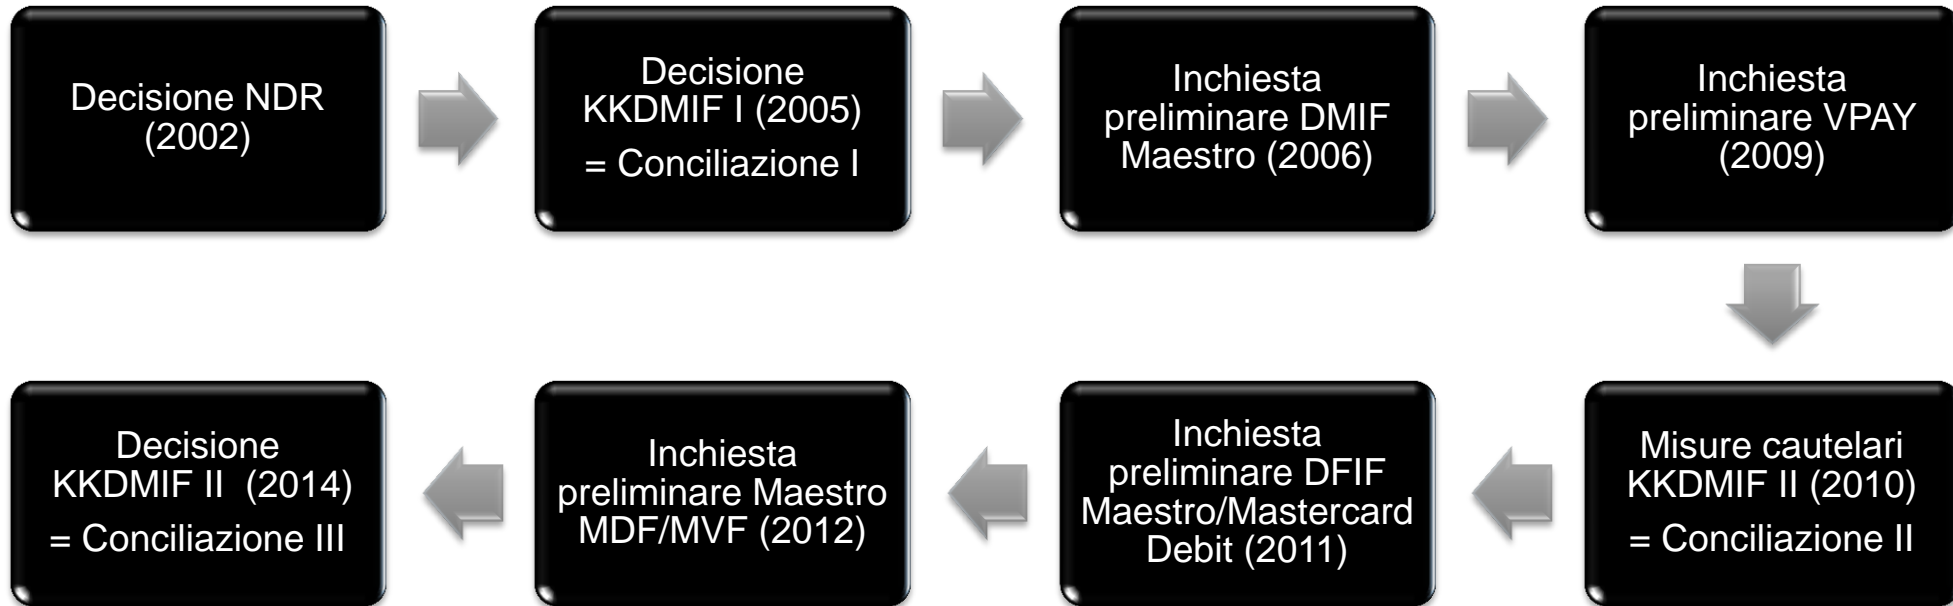 Decisione NDR
(2002)
Decisione
KKDMIF I (2005)
= Conciliazione I
Inchiesta
preliminare DMIF
Maestro (2006)
Inchiesta
preliminare VPAY
(2009)
Misure cautelari
KKDMIF II (2010)
= Conciliazione II
Inchiesta
preliminare DFIF
Maestro/Mastercard
Debit (2011)
Inchiesta
preliminare Maestro
MDF/MVF (2012)
Decisione
KKDMIF II (2014)
= Conciliazione III